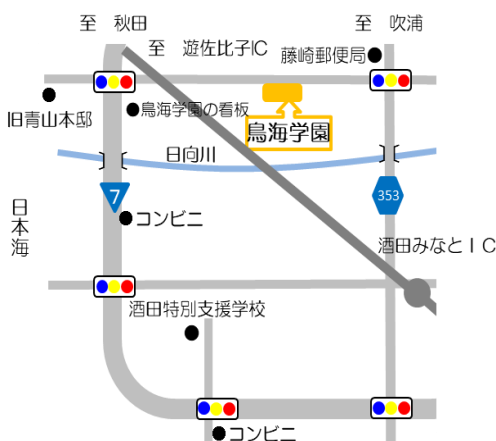 至 秋田
至 吹浦
至 遊佐比子IC
藤崎郵便局
旧青山本邸
鳥海学園の看板
鳥海学園
日向川
7
353
日本海
コンビニ
酒田みなとIC
酒田特別支援学校
コンビニ